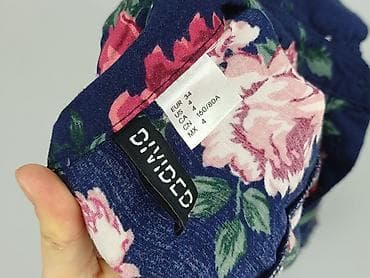 EUR 34
US 4
CA 4
CN 160/80A
MX 4
DIVIDED